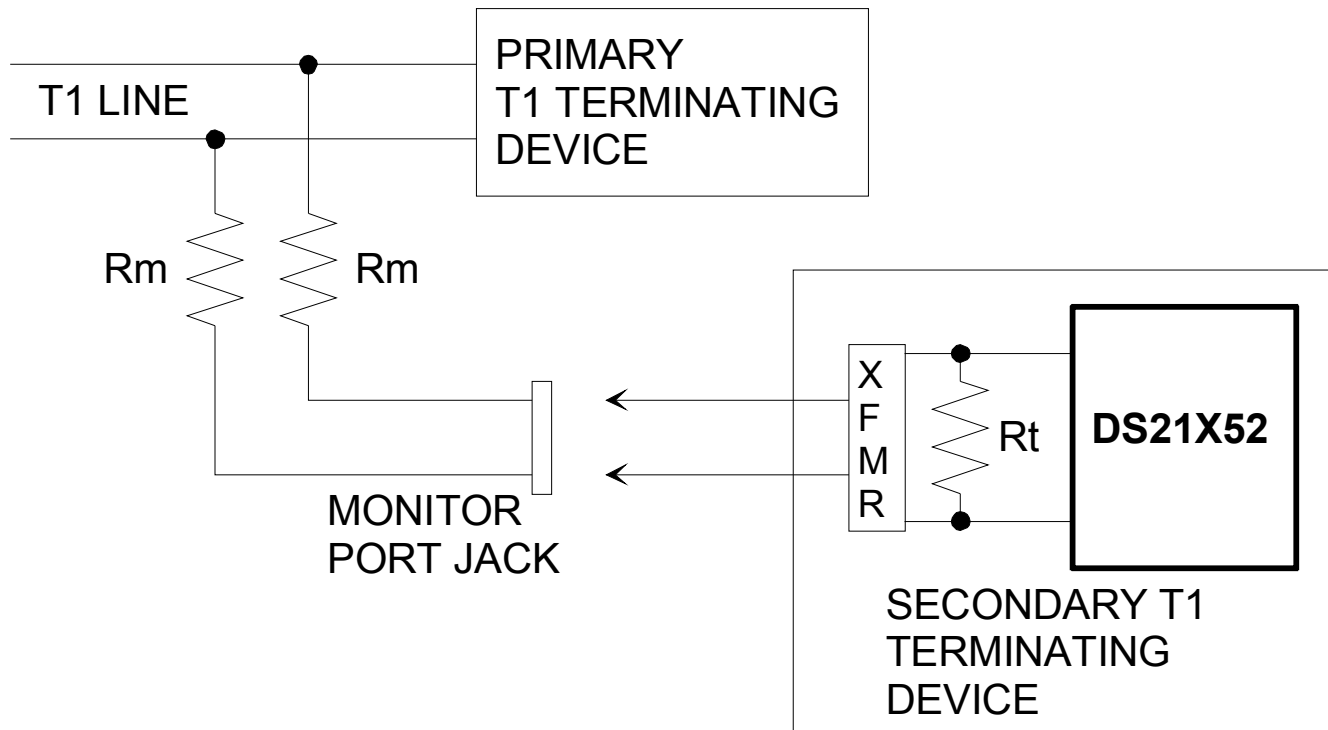 PRIMARY
T1 TERMINATING
DEVICE
T1 LINE
Rm
Rm
X
F
M
R
Rt
DS21X52
MONITOR
PORT JACK
SECONDARY T1
TERMINATING
DEVICE